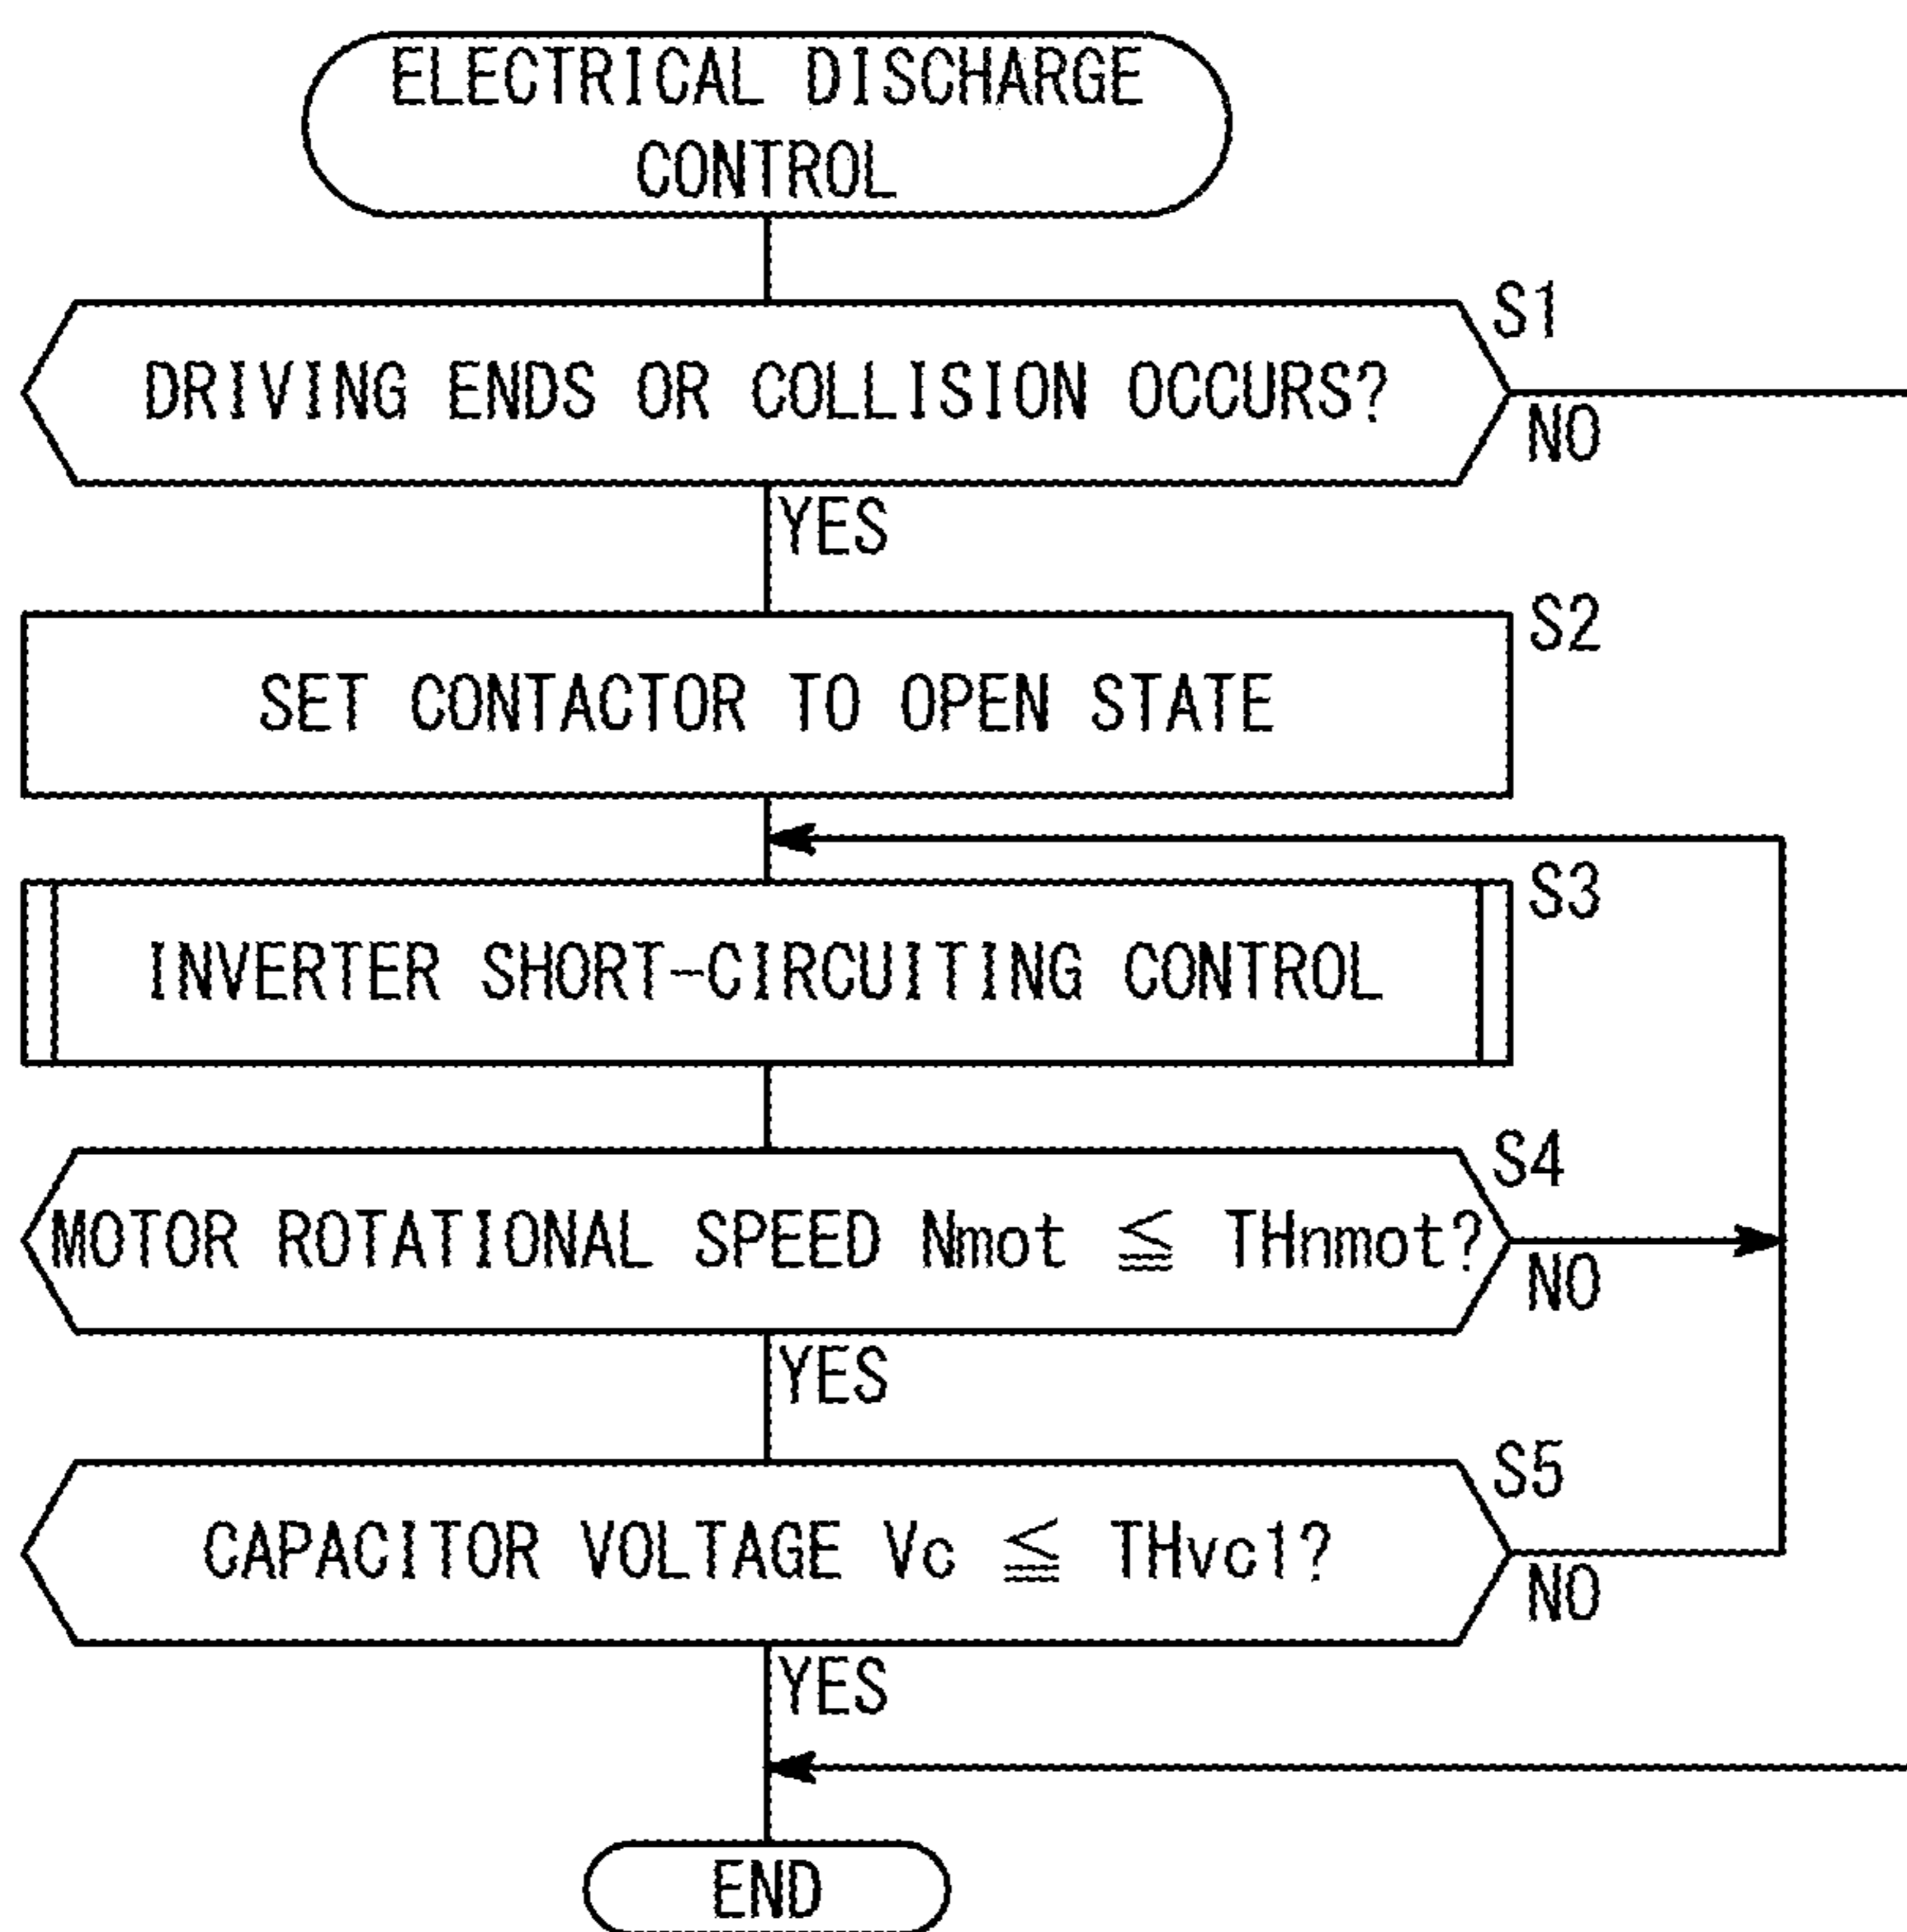 ELECTRICAL DISCHARGE
CONTROL
S1
DRIVING ENDS OR COLLISION OCCURS?
NO
YES
S2
SET CONTACTOR TO OPEN STATE
S3
INVERTER SHORT-CIRCUITING CONTROL
S4
MOTOR ROTATIONAL SPEED Nmot ≦ THnmot?
NO
YES
S5
CAPACITOR VOLTAGE Vc ≦ THvc1?
NO
YES
END